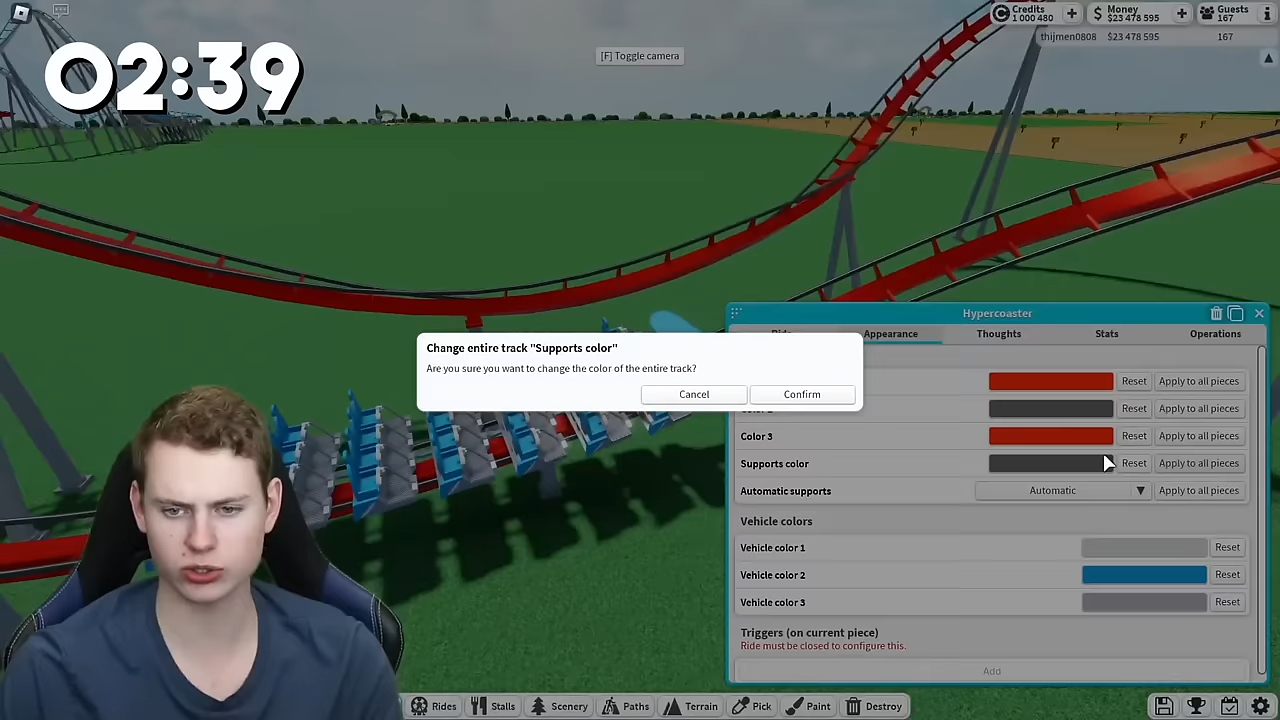 02:39
[F] Toggle camera
Credits
1 000 480
Money
$23 478 595
Guests
167
thijmen0808 $23 478 595 167
Hypercoaster
Appearance Thoughts Stats Operations
Change entire track "Supports color"
Are you sure you want to change the color of the entire track?
Cancel Confirm
Reset Apply to all pieces
Reset Apply to all pieces
Color 3 Reset Apply to all pieces
Supports color Reset Apply to all pieces
Automatic supports Automatic Apply to all pieces
Vehicle colors
Vehicle color 1 Reset
Vehicle color 2 Reset
Vehicle color 3 Reset
Triggers (on current piece)
Ride must be closed to configure this.
Add
Rides Stalls Scenery Paths Terrain Pick Paint Destroy